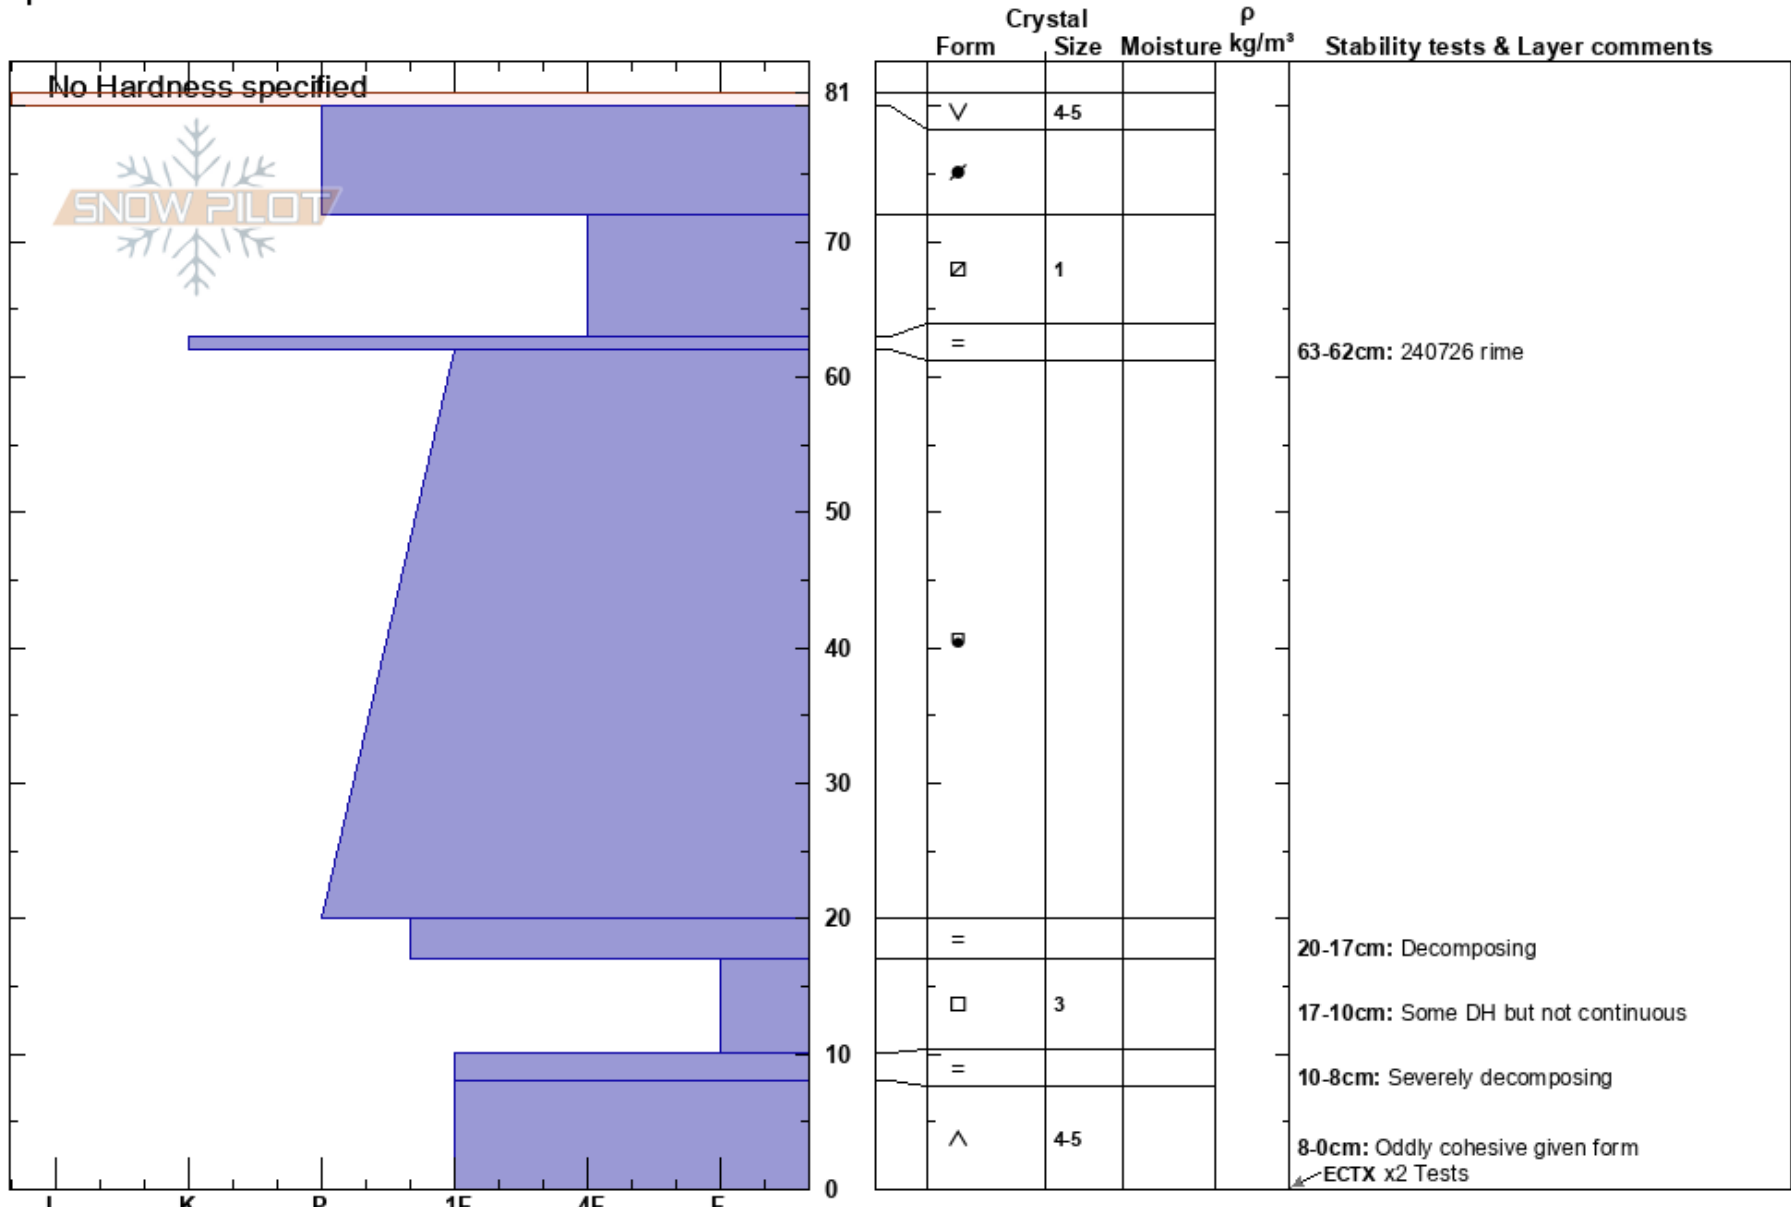 Crystal ρ
Form Size Moisture kg/m³ Stability tests & Layer comments
No Hardness specified
81
V 4-5
SNOW PILOT
70
1
=
63-62cm: 240726 rime
60
50
40
30
20
=
20-17cm: Decomposing
3
17-10cm: Some DH but not continuous
10
=
10-8cm: Severely decomposing
4-5
8-0cm: Oddly cohesive given form
ECTX x2 Tests
0
I K P 1F 4F F